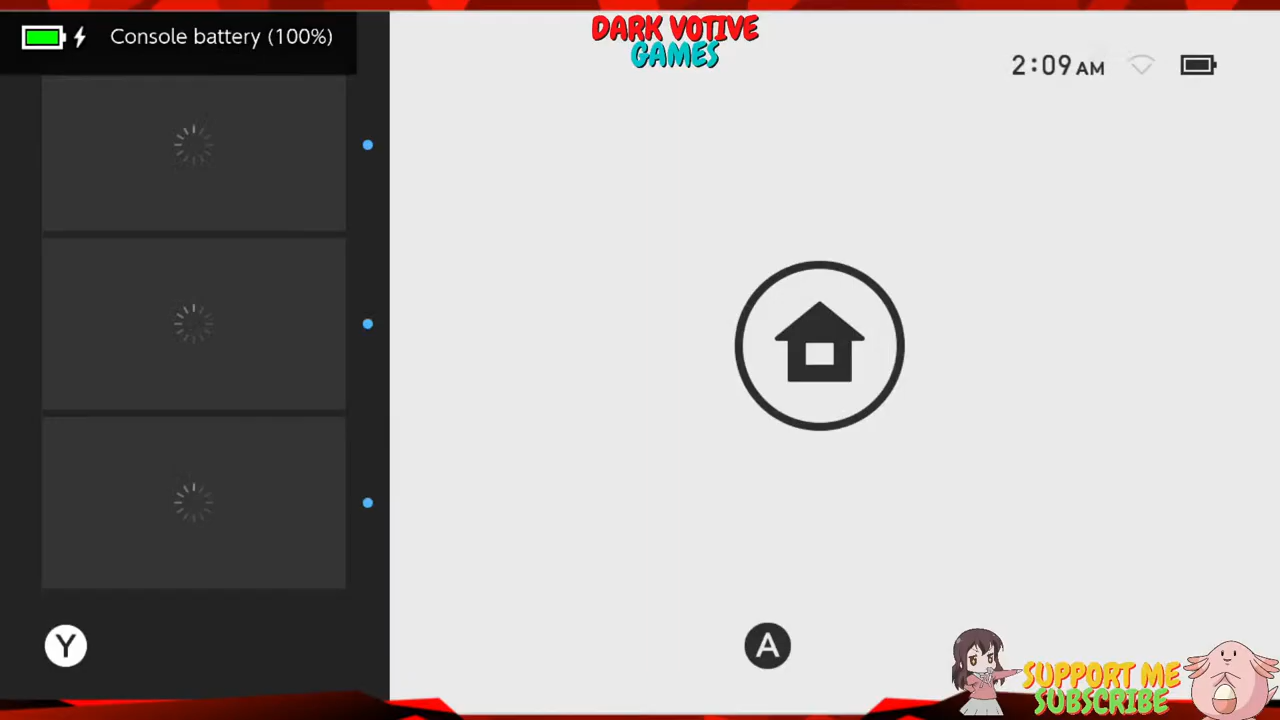 Console battery (100%)
DARK VOTIVE
GAMES
2:09 AM
Y
A
SUPPORT ME
SUBSCRIBE